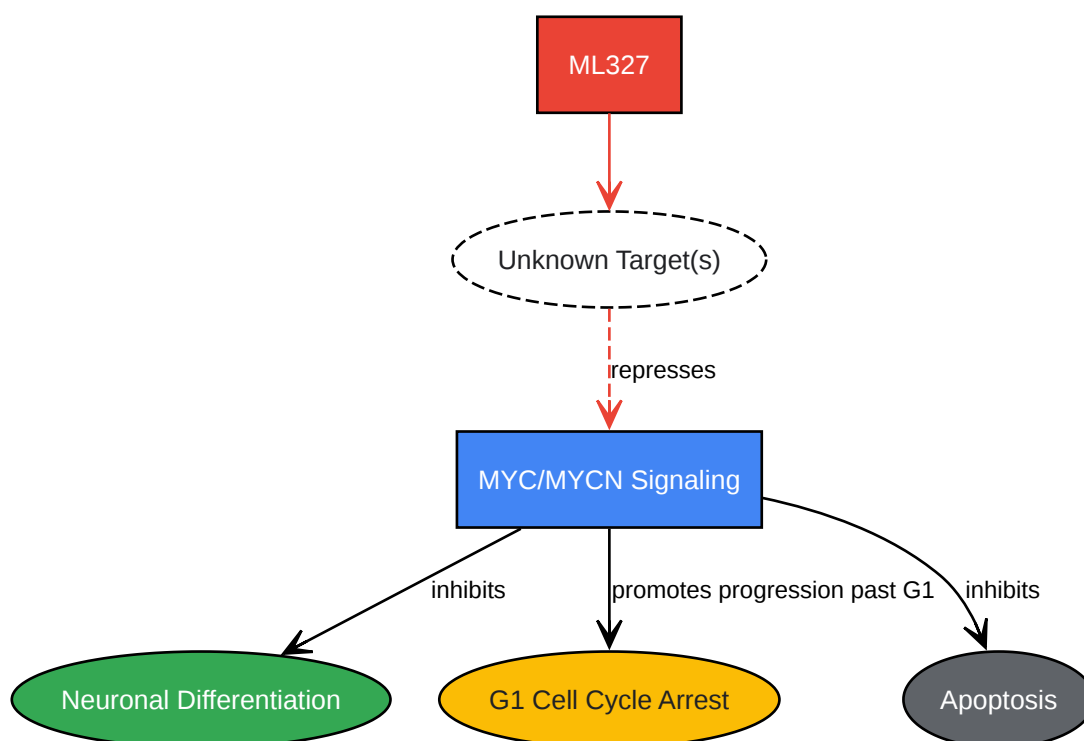 ML327
Unknown Target(s)
represses
MYC/MYCN Signaling
inhibits
promotes progression past G1
inhibits
Neuronal Differentiation
G1 Cell Cycle Arrest
Apoptosis